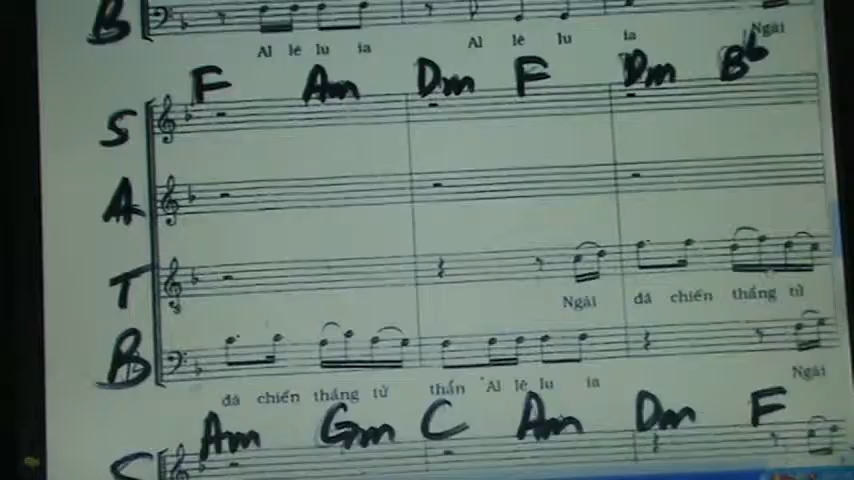 B
Al lê lu ia Al lê lu ia Ngài
F Am Dm F Dm Bb
S
A
T
Ngài đã chiến thắng tử
B
đã chiến thắng tử thần Al lê lu ia Ngài
Am Gm C Am Dm F
S